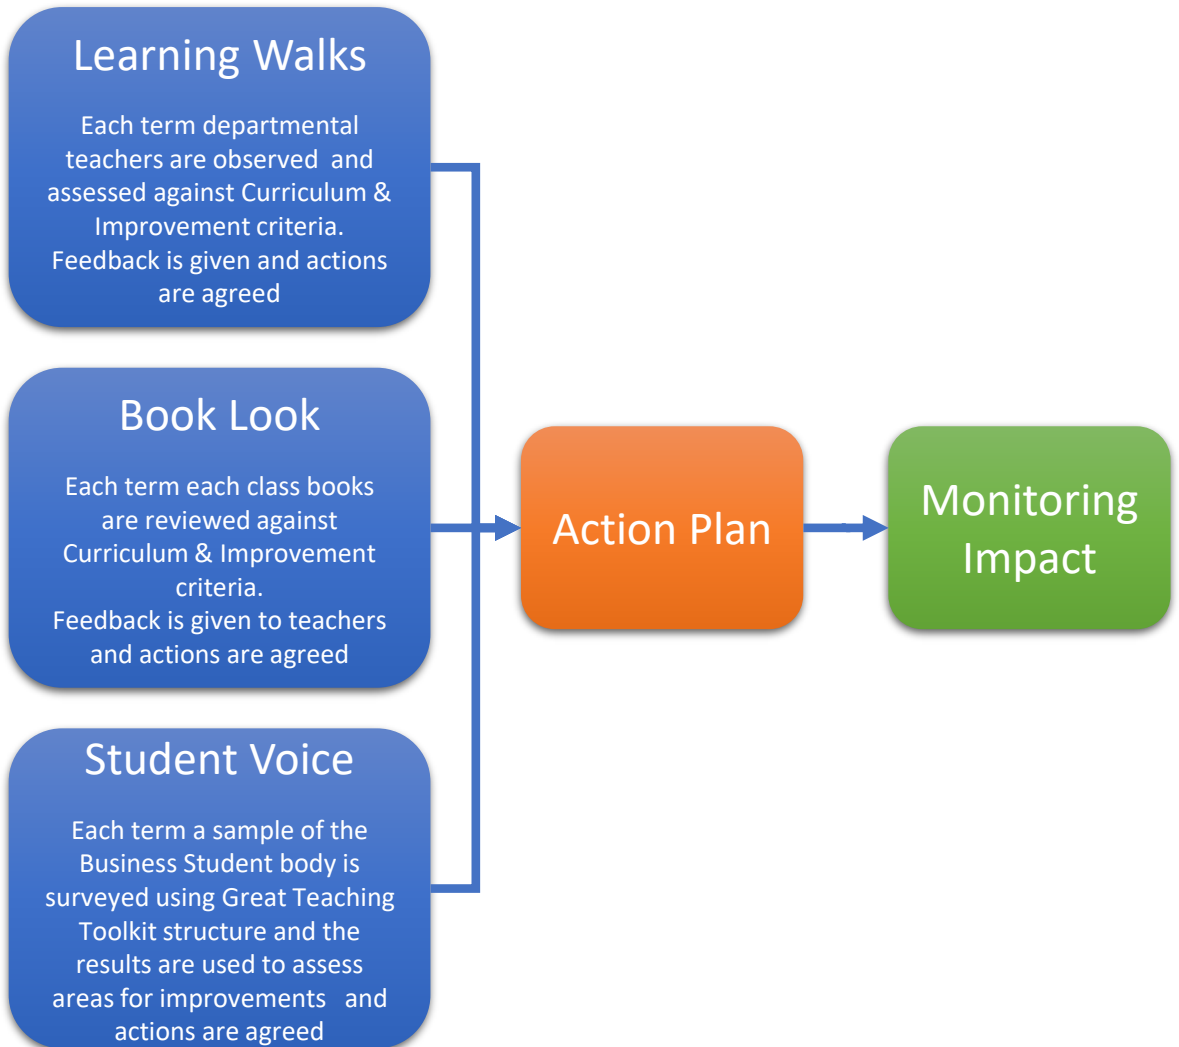 Learning Walks
Each term departmental
teachers are observed  and
assessed against Curriculum &
Improvement criteria.
Feedback is given and actions
are agreed
Book Look
Each term each class books
are reviewed against
Curriculum & Improvement
criteria.
Feedback is given to teachers
and actions are agreed
Student Voice
Each term a sample of the
Business Student body is
surveyed using Great Teaching
Toolkit structure and the
results are used to assess
areas for improvements   and
actions are agreed
Action Plan
Monitoring
Impact